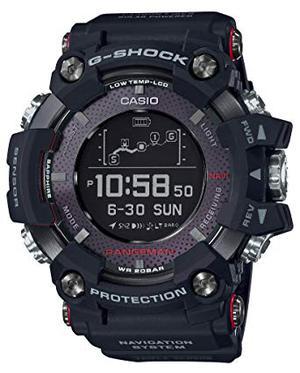 G-SHOCK
LOW TEMP-LCD
CASIO
LIGHT
FWD
SENSOR
SAPPHIRE
NAV
P 10:58 50
6-30 SUN
MODE
RECEIVING
REV
RANGEMAN
WR 20BAR
PROTECTION
NAVIGATION
SYSTEM